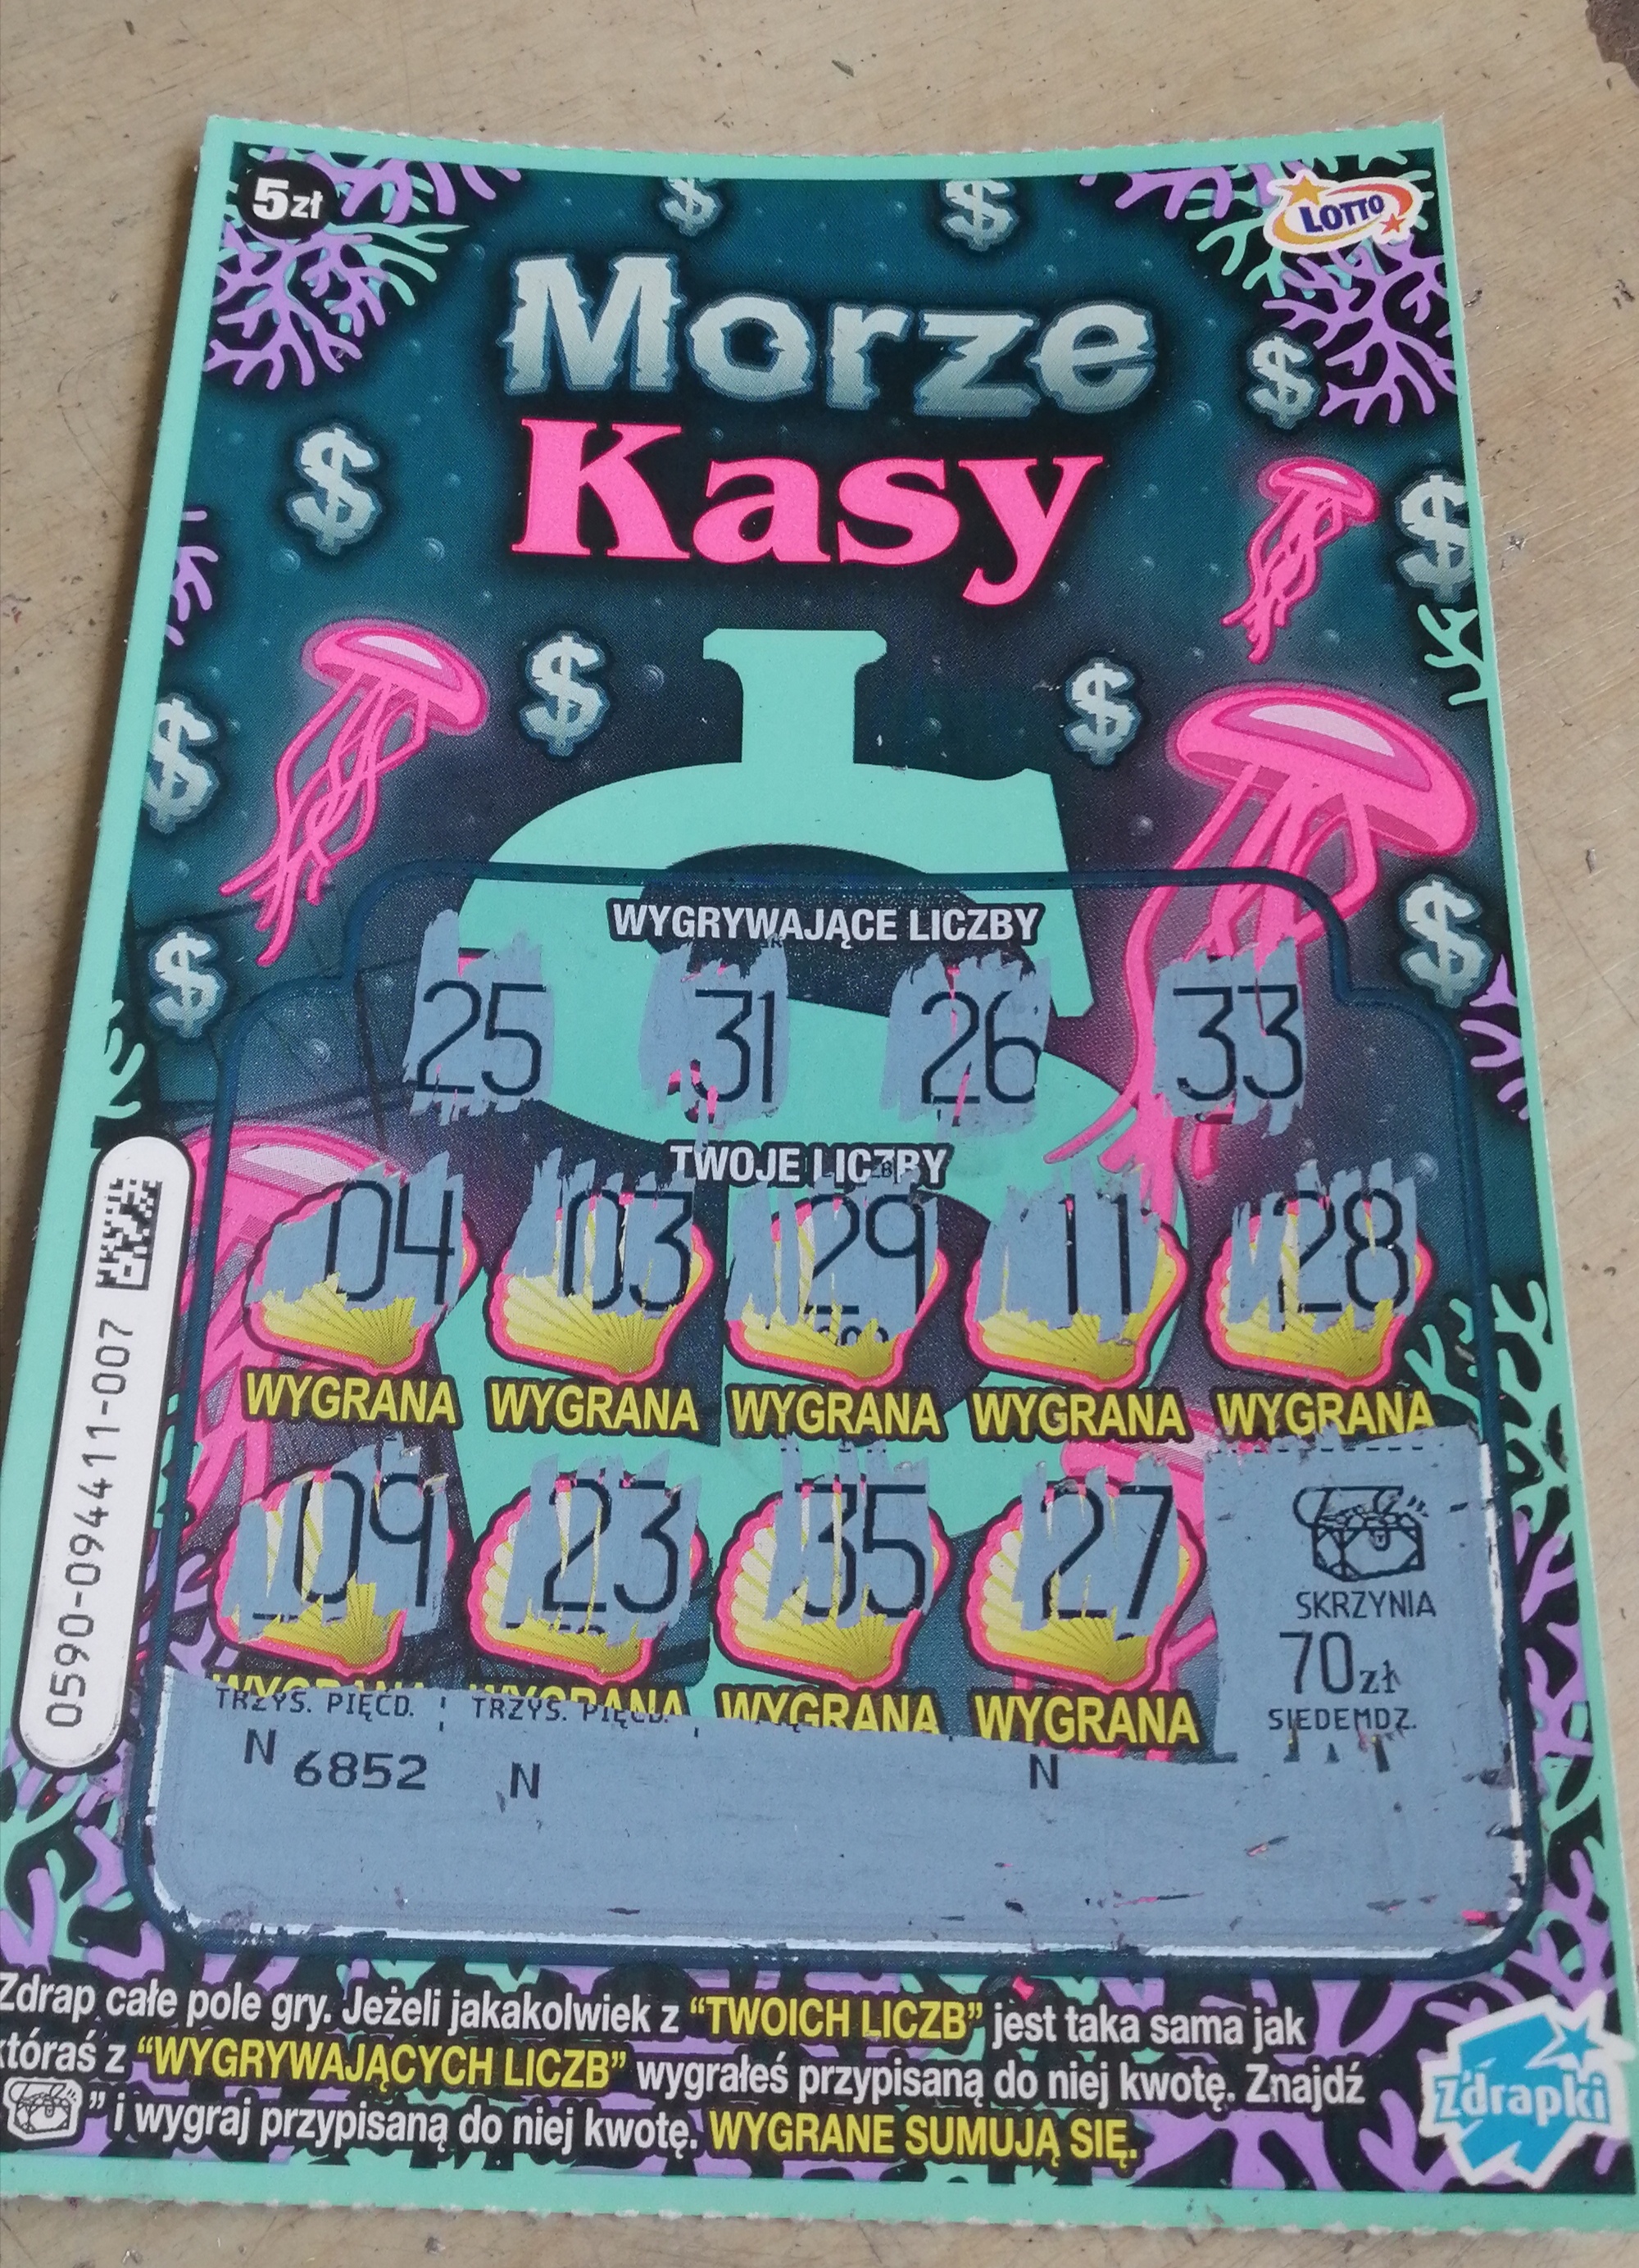 5zł
LOTTO
Morze
Kasy
WYGRYWAJĄCE LICZBY
25 31 26 33
TWOJE LICZBY
04 03 29 11 28
WYGRANA WYGRANA WYGRANA WYGRANA WYGRANA
09 23 35 27
SKRZYNIA
70zł
SIEDEMDZ.
WYGRANA WYGRANA WYGRANA WYGRANA
TRZYS. PIĘCD. TRZYS. PIĘCD.
N 6852 N N
0590-094411-007
Zdrap całe pole gry. Jeżeli jakakolwiek z “TWOICH LICZB” jest taka sama jak
któraś z “WYGRYWAJĄCYCH LICZB” wygrałeś przypisaną do niej kwotę. Znajdź
” i wygraj przypisaną do niej kwotę. WYGRANE SUMUJĄ SIĘ.
Zdrapki